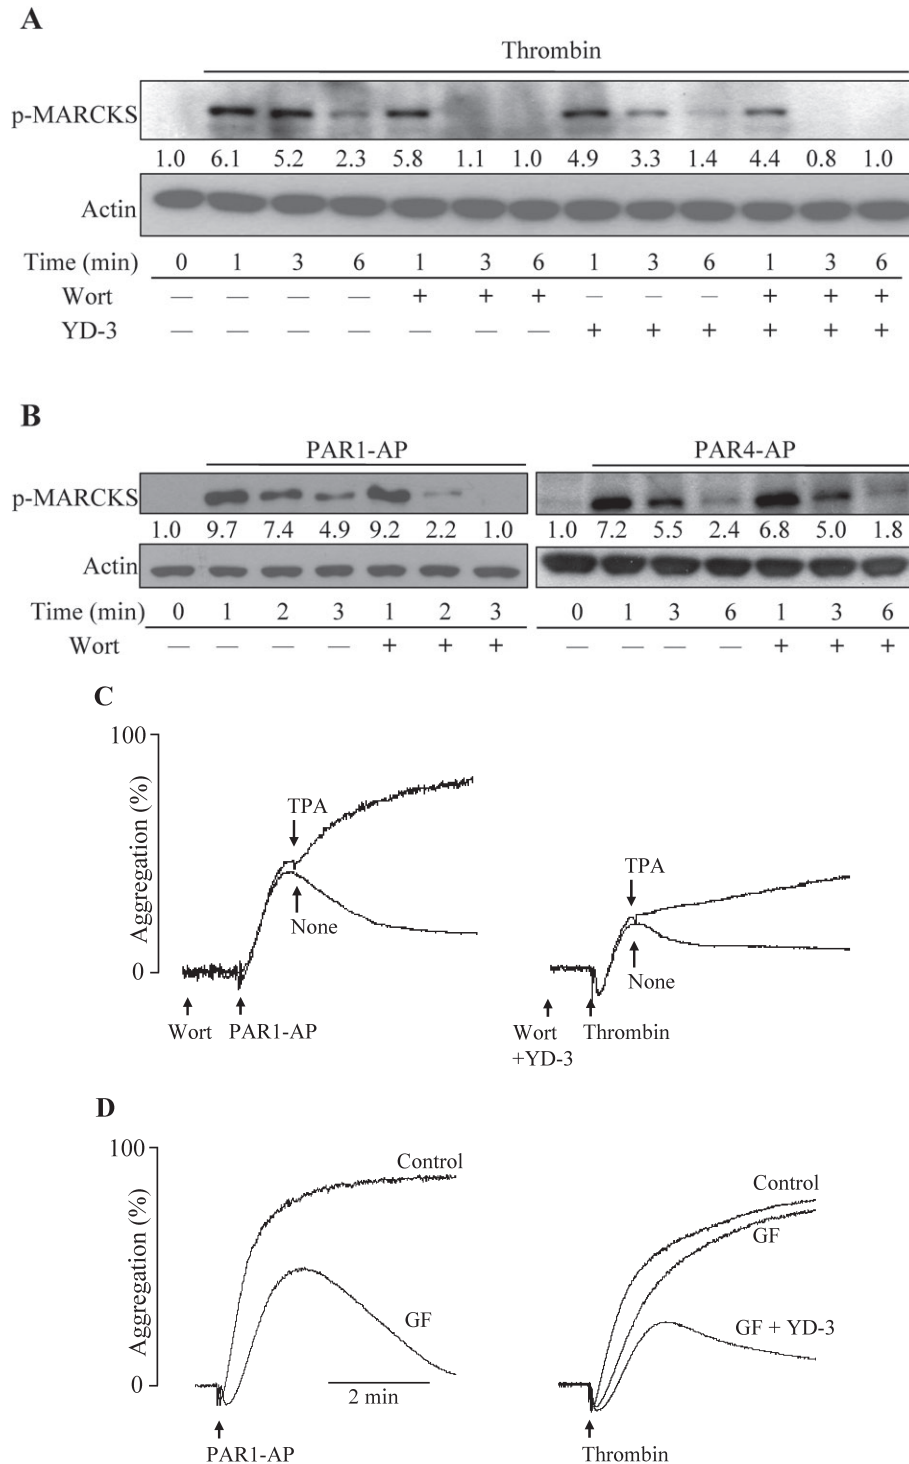 A
Thrombin
p-MARCKS
1.0 6.1 5.2 2.3 5.8 1.1 1.0 4.9 3.3 1.4 4.4 0.8 1.0
Actin
Time (min) 0 1 3 6 1 3 6 1 3 6 1 3 6
Wort — — — — + + + — — — + + +
YD-3 — — — — — — — + + + + + +
B
PAR1-AP PAR4-AP
p-MARCKS
1.0 9.7 7.4 4.9 9.2 2.2 1.0 1.0 7.2 5.5 2.4 6.8 5.0 1.8
Actin
Time (min) 0 1 2 3 1 2 3 0 1 3 6 1 3 6
Wort — — — — + + + — — — — + + +
C
100
Aggregation (%)
0
TPA
None
Wort PAR1-AP
TPA
None
Wort Thrombin
+YD-3
D
100
Aggregation (%)
0
Control
GF
2 min
PAR1-AP
Control
GF
GF + YD-3
Thrombin